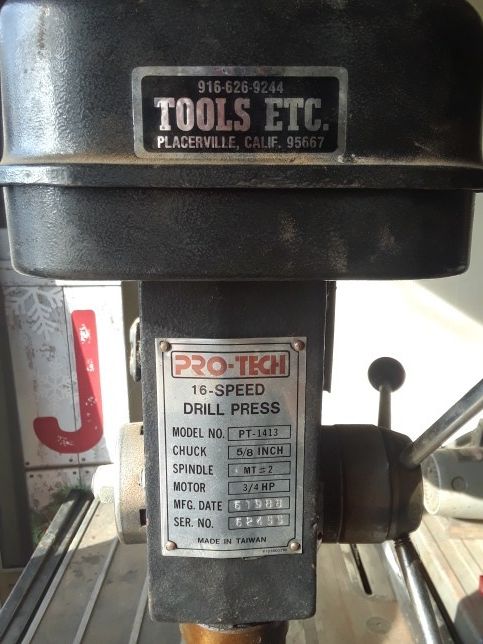 916-626-9244
TOOLS ETC.
PLACERVILLE, CALIF. 95667
J
PRO-TECH
16-SPEED
DRILL PRESS
MODEL NO. PT-1413
CHUCK 5/8 INCH
SPINDLE MT=2
MOTOR 3/4 HP
MFG. DATE
SER. NO.
MADE IN TAIWAN